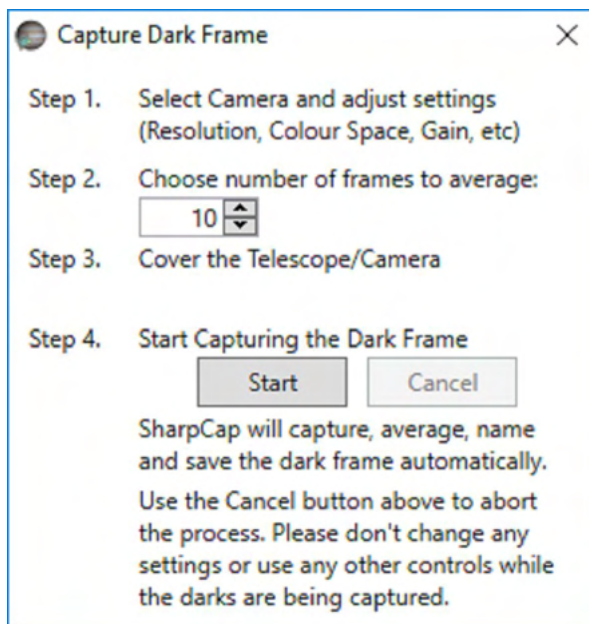 Capture Dark Frame
Step 1. Select Camera and adjust settings
(Resolution, Colour Space, Gain, etc)
Step 2. Choose number of frames to average:
10
Step 3. Cover the Telescope/Camera
Step 4. Start Capturing the Dark Frame
Start Cancel
SharpCap will capture, average, name
and save the dark frame automatically.
Use the Cancel button above to abort
the process. Please don't change any
settings or use any other controls while
the darks are being captured.